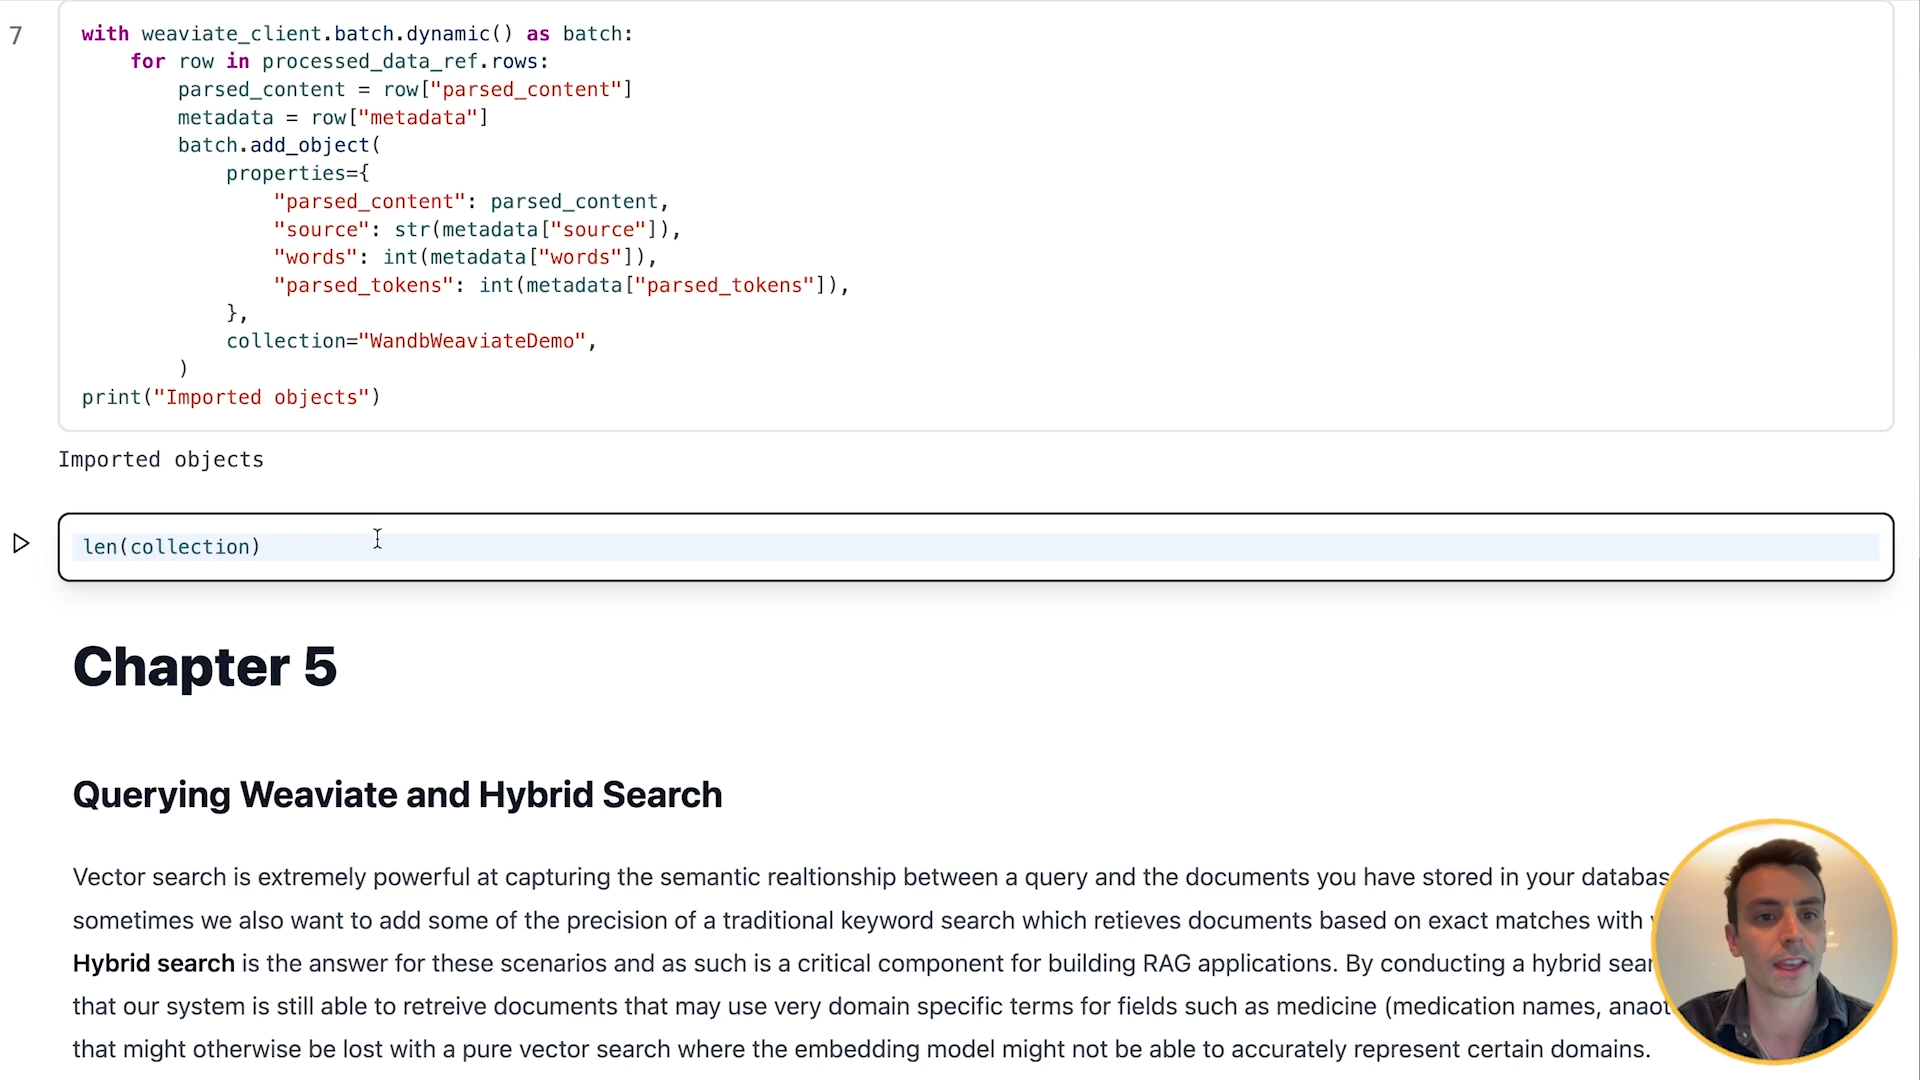 7
with weaviate_client.batch.dynamic() as batch:
    for row in processed_data_ref.rows:
        parsed_content = row["parsed_content"]
        metadata = row["metadata"]
        batch.add_object(
            properties={
                "parsed_content": parsed_content,
                "source": str(metadata["source"]),
                "words": int(metadata["words"]),
                "parsed_tokens": int(metadata["parsed_tokens"]),
            },
            collection="WandbWeaviateDemo",
        )
print("Imported objects")
Imported objects
len(collection)
Chapter 5
Querying Weaviate and Hybrid Search
Vector search is extremely powerful at capturing the semantic realtionship between a query and the documents you have stored in your
sometimes we also want to add some of the precision of a traditional keyword search which retieves documents based on exact matches with
Hybrid search is the answer for these scenarios and as such is a critical component for building RAG applications. By conducting a hybrid
that our system is still able to retreive documents that may use very domain specific terms for fields such as medicine (medication names,
that might otherwise be lost with a pure vector search where the embedding model might not be able to accurately represent certain domains.